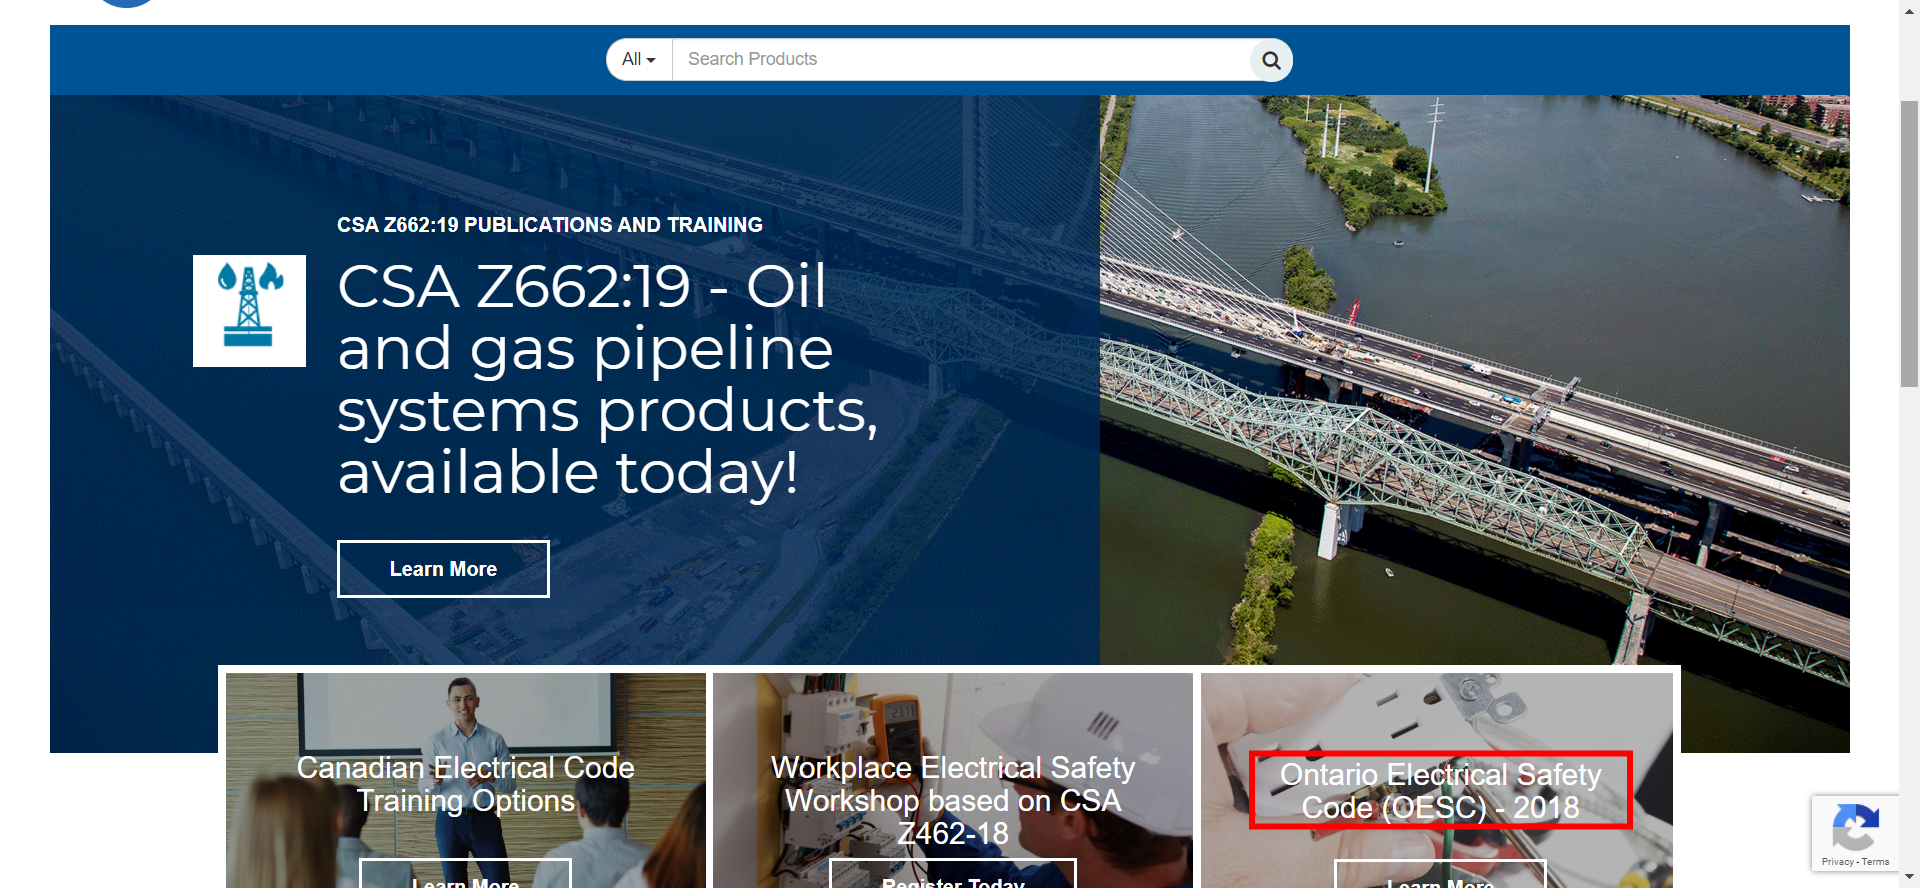 All
Search Products
CSA Z662:19 PUBLICATIONS AND TRAINING
CSA Z662:19 - Oil
and gas pipeline
systems products,
available today!
Learn More
Canadian Electrical Code
Training Options
Learn More
Workplace Electrical Safety
Workshop based on CSA
Z462-18
Register Today
Ontario Electrical Safety
Code (OESC) - 2018
Learn More
Privacy - Terms